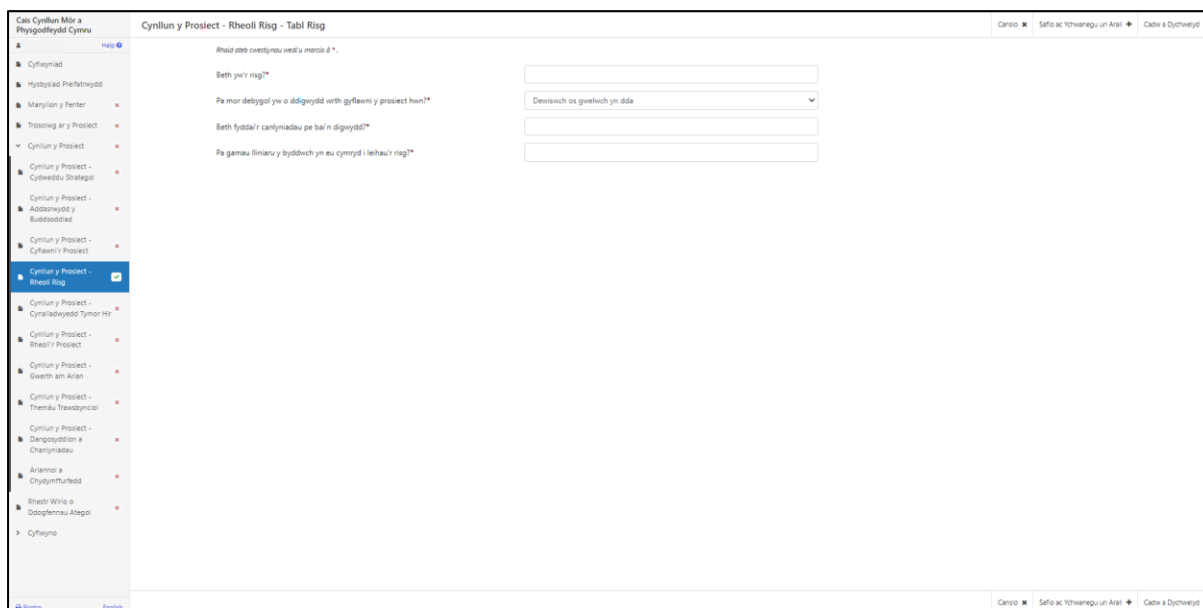 Cais Cynllun Môr a
Physgodfeydd Cymru
Help
Cyflwyniad
Hysbysiad Preifatrwydd
Manylion y Fenter
Trosolwg ar y Prosiect
Cynllun y Prosiect
Cynllun y Prosiect -
Cydweddu Strategol
Cynllun y Prosiect -
Addasrwydd y
Buddsoddiad
Cynllun y Prosiect -
Cyflawni'r Prosiect
Cynllun y Prosiect -
Rheoli Risg
Cynllun y Prosiect -
Cynaliadwyedd Tymor Hir
Cynllun y Prosiect -
Rheoli'r Prosiect
Cynllun y Prosiect -
Gwerth am Arian
Cynllun y Prosiect -
Themâu Trawsbynciol
Cynllun y Prosiect -
Dangosyddion a
Chanlyniadau
Ariannol a
Chydymffurfedd
Rhestr Wirio o
Ddogfennau Ategol
Cyflwyno
Printio English
Cynllun y Prosiect - Rheoli Risg - Tabl Risg
Canslo Safio ac Ychwanegu un Arall Cadw a Dychwelyd
Rhaid ateb cwestiynau wedi'u marcio â * .
Beth yw'r risg?*
Pa mor debygol yw o ddigwydd wrth gyflawni y prosiect hwn?* Dewiswch os gwelwch yn dda
Beth fyddai'r canlyniadau pe bai'n digwydd?*
Pa gamau lliniaru y byddwch yn eu cymryd i leihau'r risg?*
Canslo Safio ac Ychwanegu un Arall Cadw a Dychwelyd